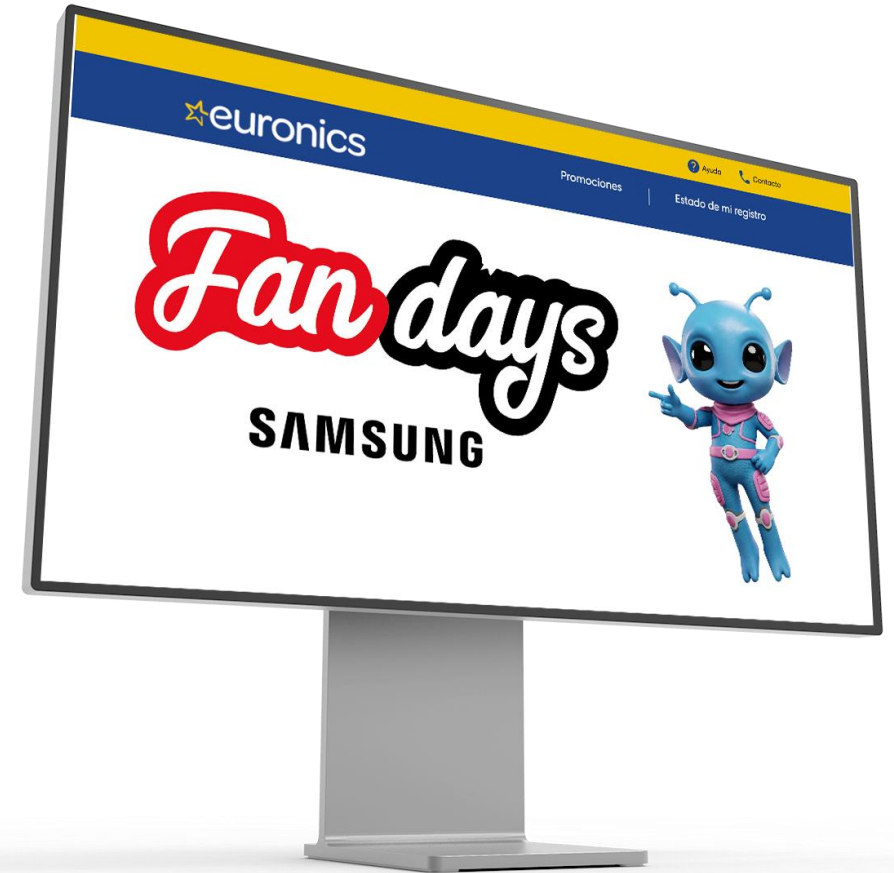 euronics
Ayuda
Contacto
Promociones
Estado de mi registro
Fan days
SAMSUNG